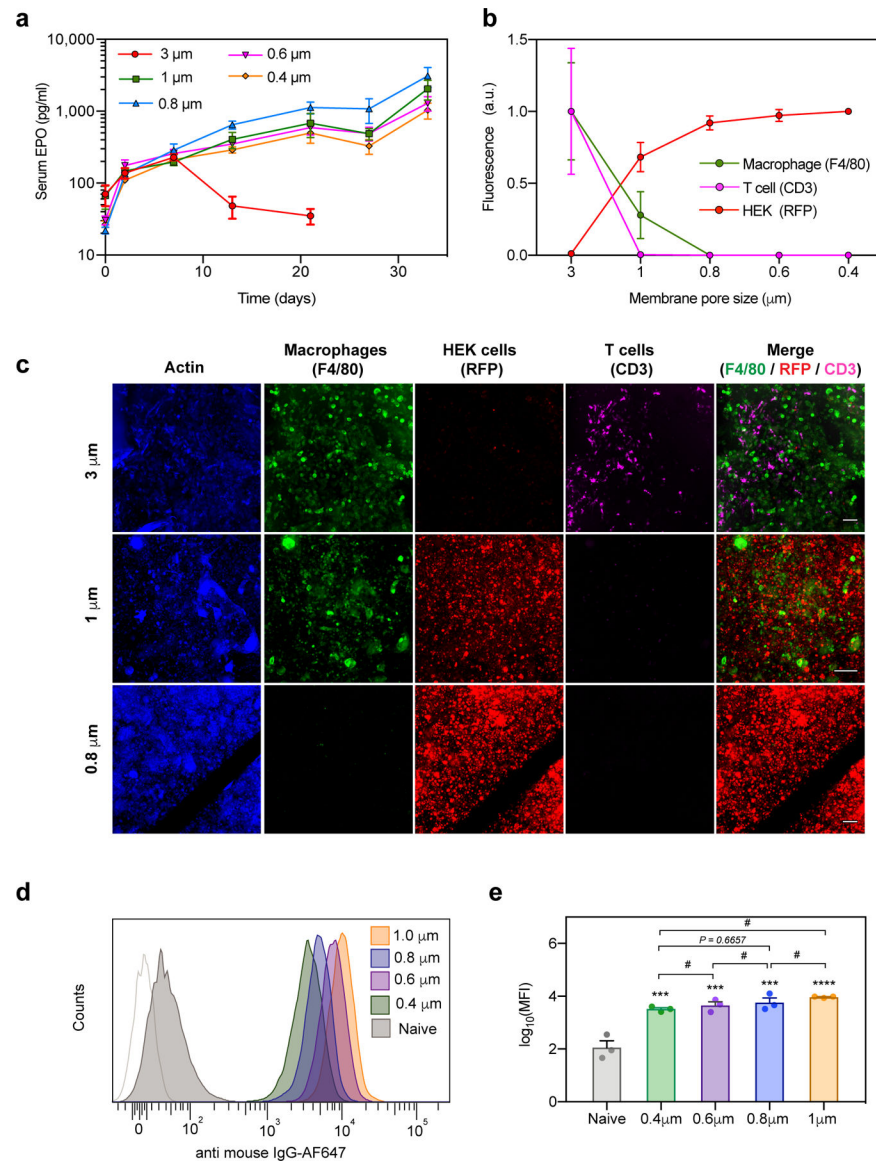 a
10,000
1,000
100
10
Serum EPO (pg/ml)
3 µm
1 µm
0.8 µm
0.6 µm
0.4 µm
0 10 20 30
Time (days)
b
1.5
1.0
0.5
0.0
Fluorescence (a.u.)
Macrophage (F4/80)
T cell (CD3)
HEK (RFP)
3 1 0.8 0.6 0.4
Membrane pore size (µm)
c
Actin
Macrophages
(F4/80)
HEK cells
(RFP)
T cells
(CD3)
Merge
(F4/80 / RFP / CD3)
3 µm
1 µm
0.8 µm
d
Counts
1.0 µm
0.8 µm
0.6 µm
0.4 µm
Naive
0 10² 10³ 10⁴ 10⁵
anti mouse IgG-AF647
e
8
6
4
2
0
log₁₀(MFI)
#
P = 0.6657
# # #
*** *** *** ****
Naive 0.4µm 0.6µm 0.8µm 1µm